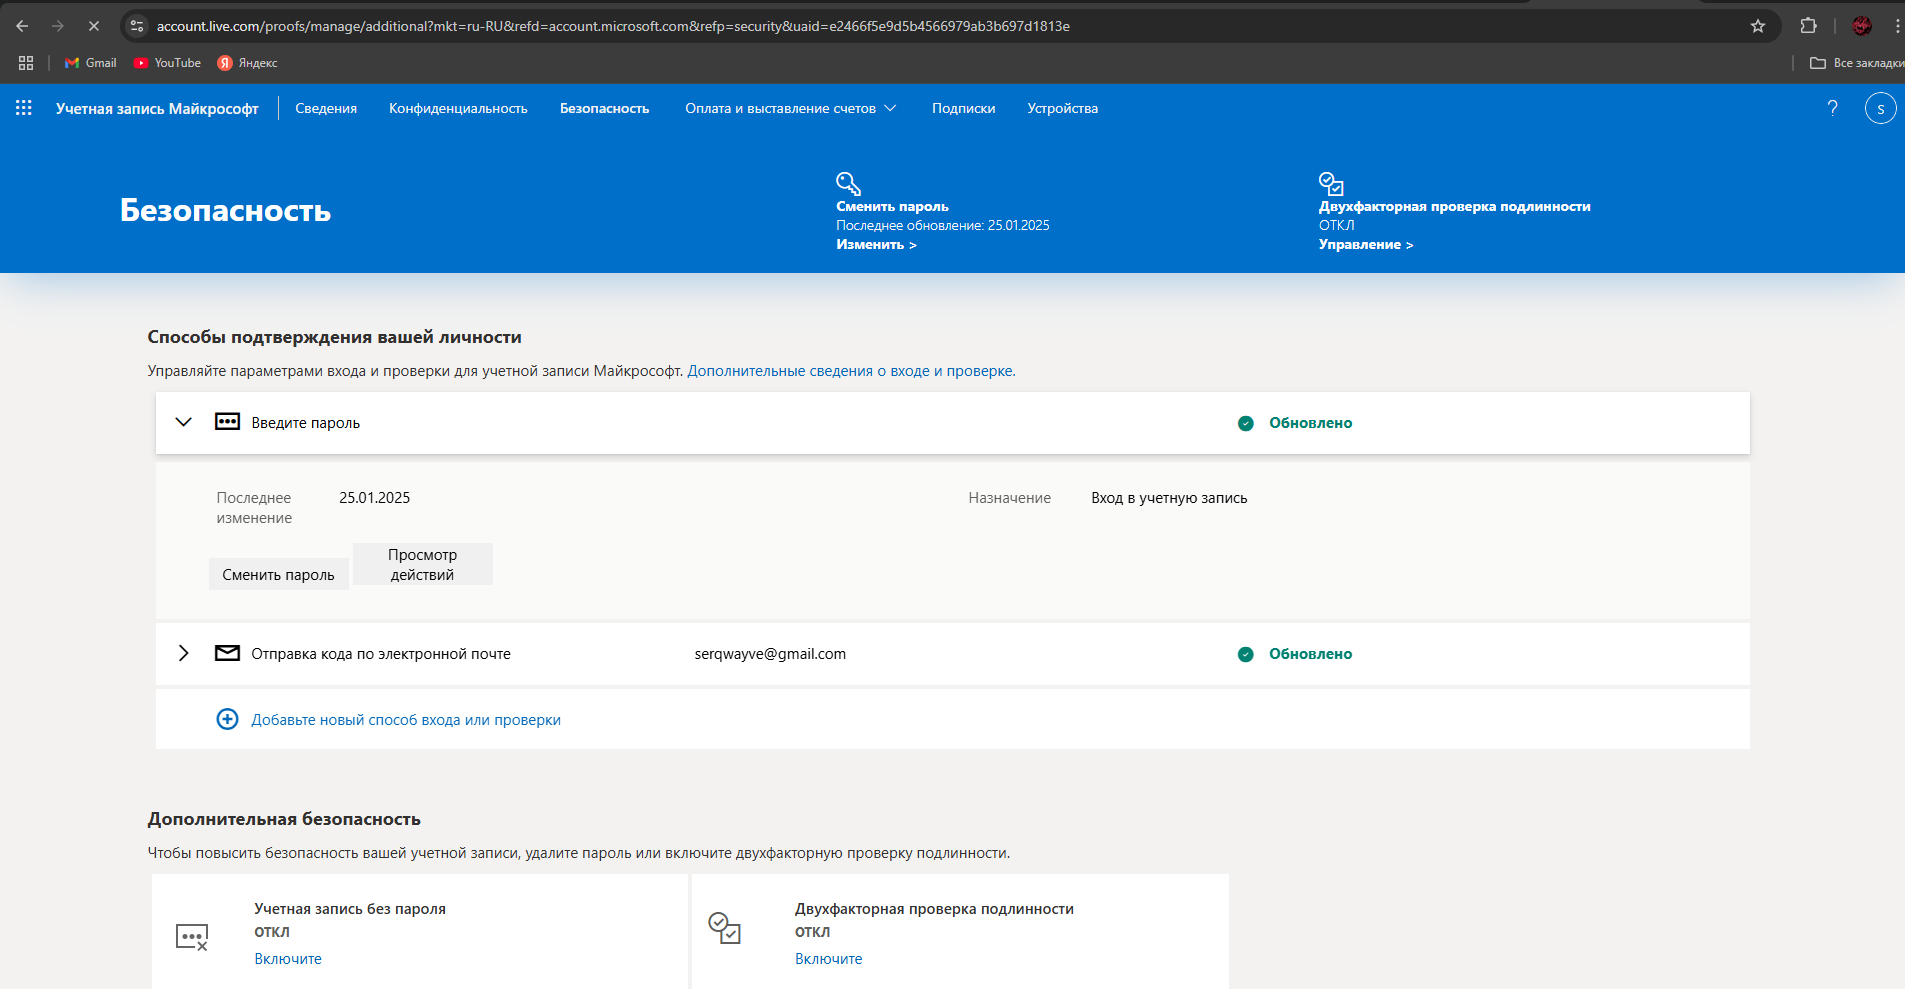 account.live.com/proofs/manage/additional?mkt=ru-RU&refd=account.microsoft.com&refp=security&uaid=e2466f5e9d5b4566979ab3b697d1813e
Gmail YouTube Яндекс Все закладки
Учетная запись Майкрософт Сведения Конфиденциальность Безопасность Оплата и выставление счетов Подписки Устройства ? S
Безопасность
Сменить пароль
Последнее обновление: 25.01.2025
Изменить >
Двухфакторная проверка подлинности
ОТКЛ
Управление >
Способы подтверждения вашей личности
Управляйте параметрами входа и проверки для учетной записи Майкрософт. Дополнительные сведения о входе и проверке.
Введите пароль Обновлено
Последнее изменение 25.01.2025 Назначение Вход в учетную запись
Сменить пароль
Просмотр
действий
Отправка кода по электронной почте serqwayve@gmail.com Обновлено
Добавьте новый способ входа или проверки
Дополнительная безопасность
Чтобы повысить безопасность вашей учетной записи, удалите пароль или включите двухфакторную проверку подлинности.
Учетная запись без пароля
ОТКЛ
Включите
Двухфакторная проверка подлинности
ОТКЛ
Включите